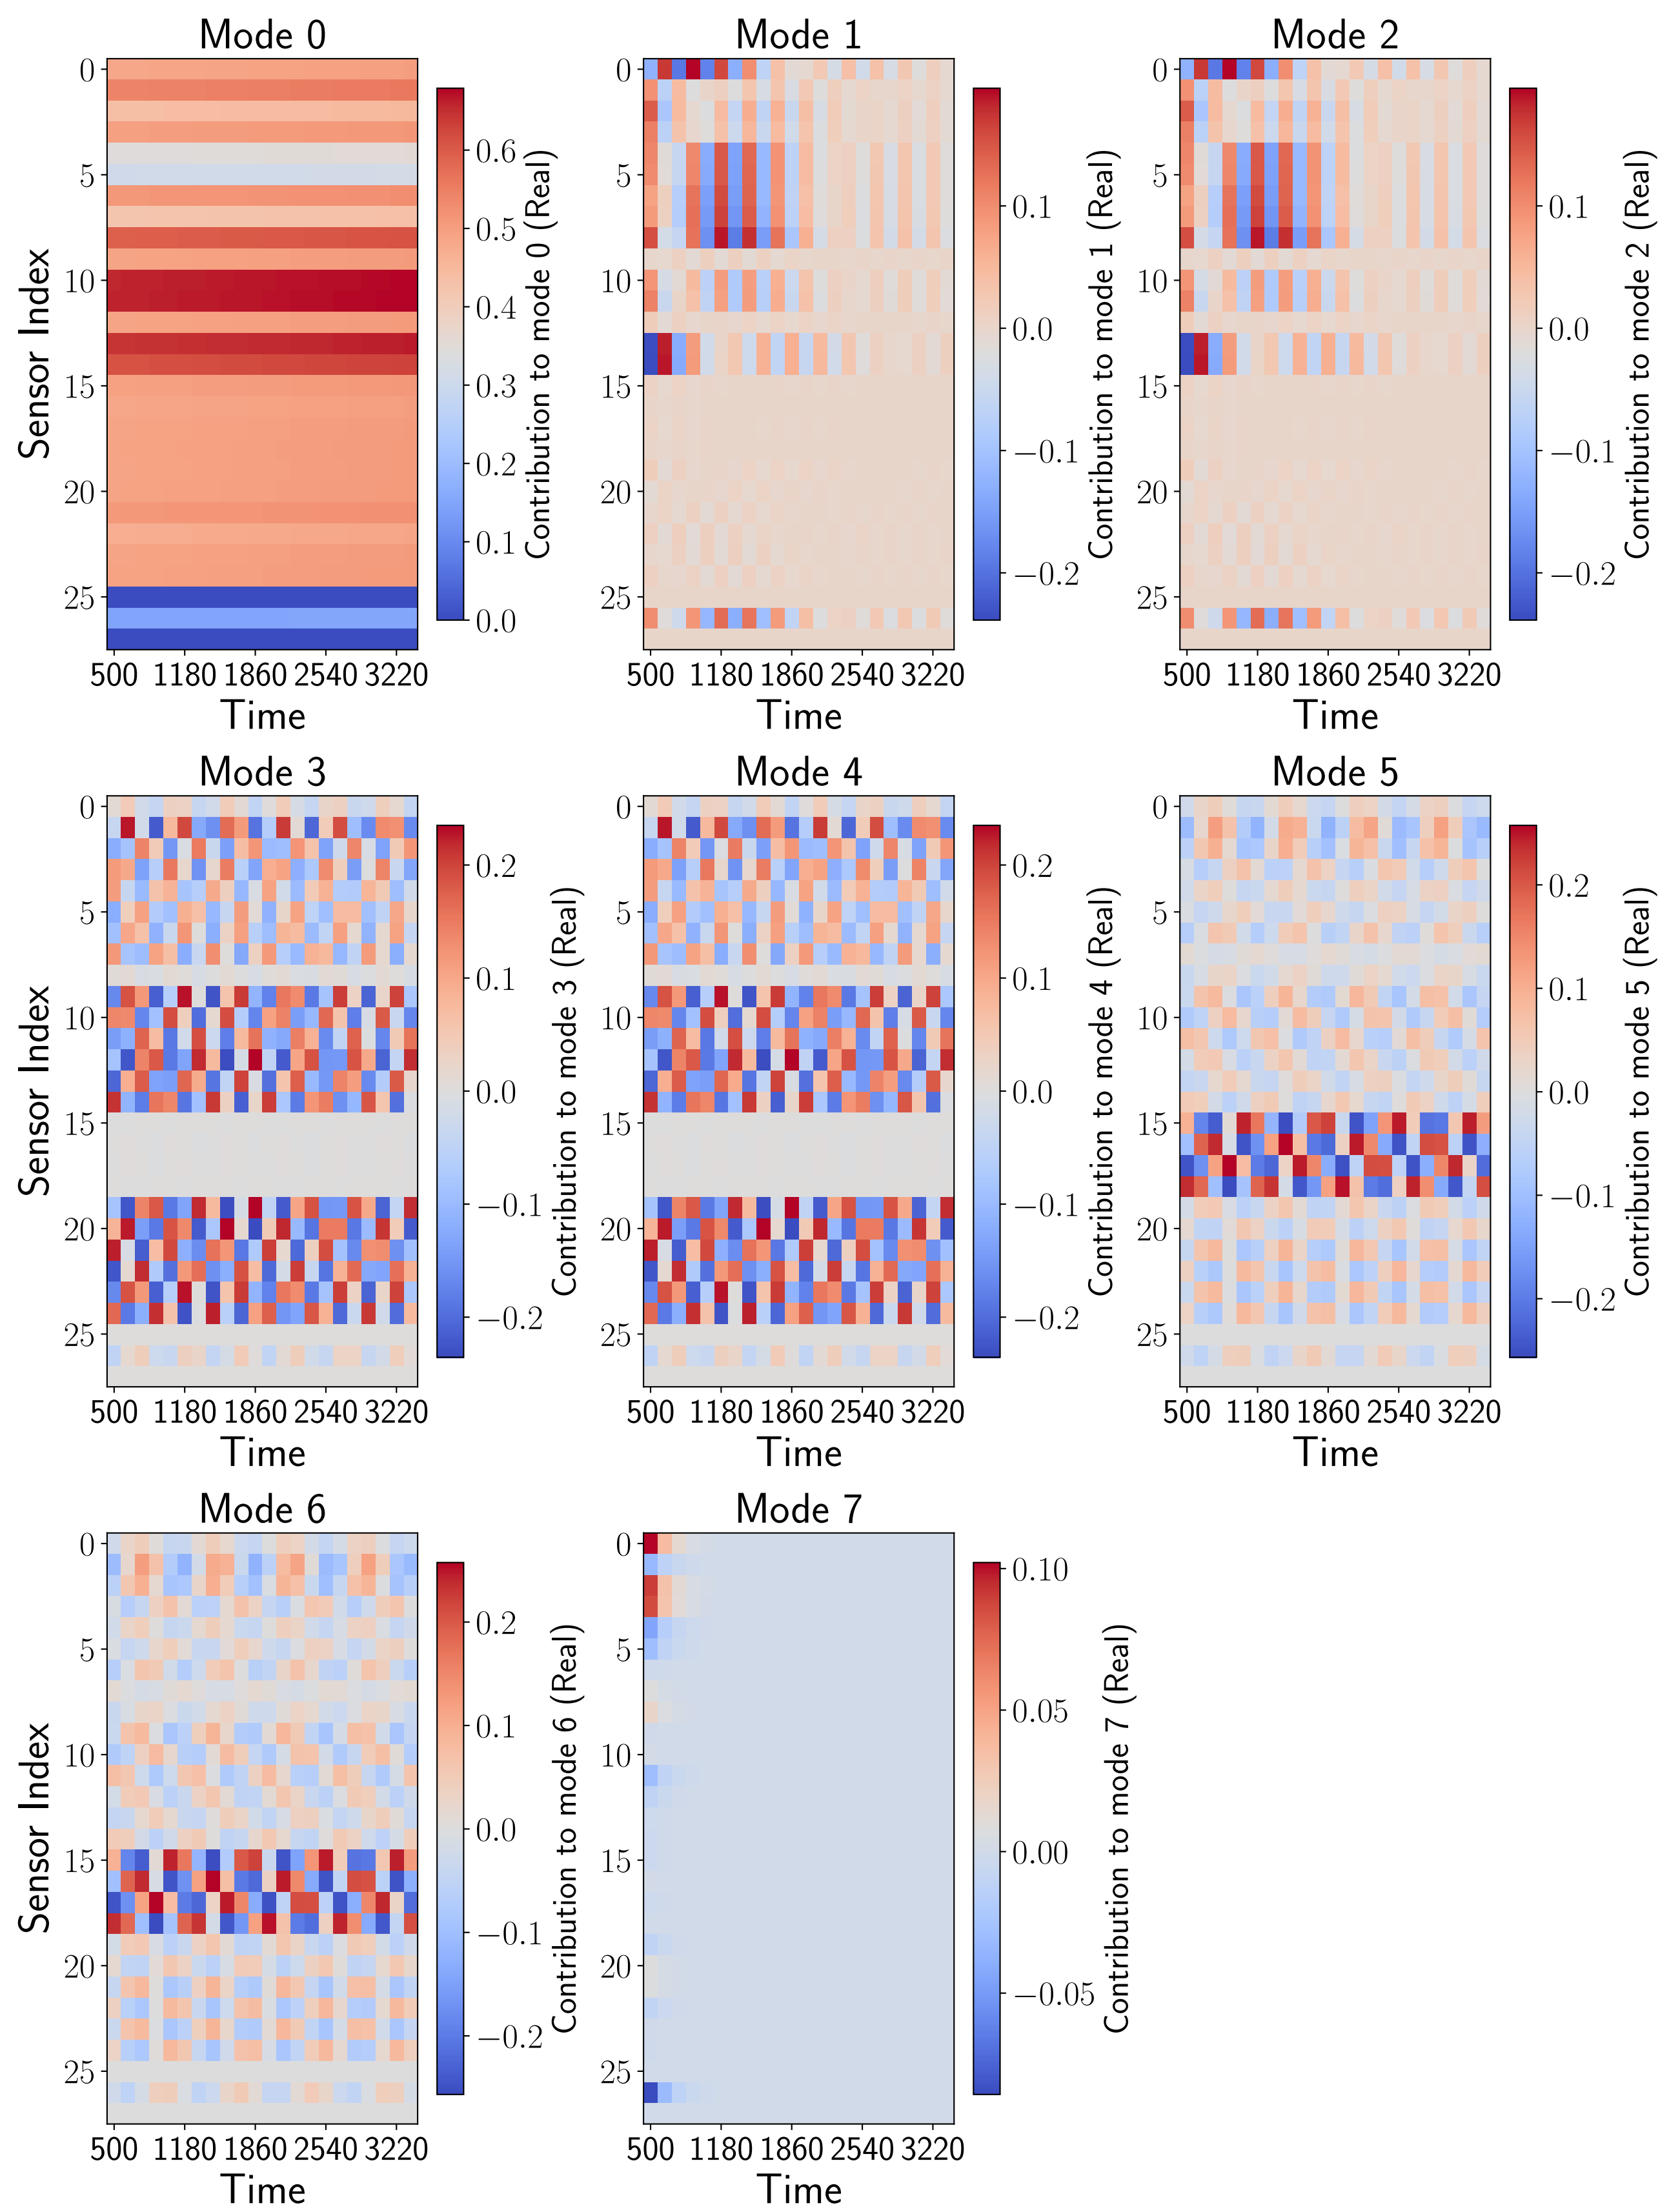 Mode 0
0
5
10
15
20
25
Sensor Index
500 1180 1860 2540 3220
Time
0.6
0.5
0.4
0.3
0.2
0.1
0.0
Contribution to mode 0 (Real)
Mode 1
0
5
10
15
20
25
500 1180 1860 2540 3220
Time
0.1
0.0
−0.1
−0.2
Contribution to mode 1 (Real)
Mode 2
0
5
10
15
20
25
500 1180 1860 2540 3220
Time
0.1
0.0
−0.1
−0.2
Contribution to mode 2 (Real)
Mode 3
0
5
10
15
20
25
Sensor Index
500 1180 1860 2540 3220
Time
0.2
0.1
0.0
−0.1
−0.2
Contribution to mode 3 (Real)
Mode 4
0
5
10
15
20
25
500 1180 1860 2540 3220
Time
0.2
0.1
0.0
−0.1
−0.2
Contribution to mode 4 (Real)
Mode 5
0
5
10
15
20
25
500 1180 1860 2540 3220
Time
0.2
0.1
0.0
−0.1
−0.2
Contribution to mode 5 (Real)
Mode 6
0
5
10
15
20
25
Sensor Index
500 1180 1860 2540 3220
Time
0.2
0.1
0.0
−0.1
−0.2
Contribution to mode 6 (Real)
Mode 7
0
5
10
15
20
25
500 1180 1860 2540 3220
Time
0.10
0.05
0.00
−0.05
Contribution to mode 7 (Real)